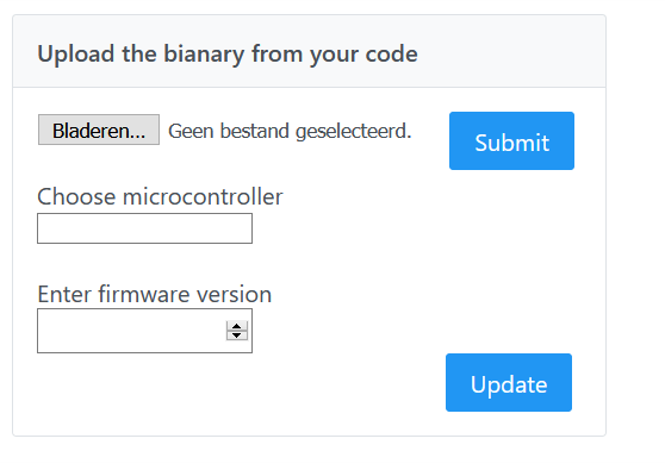 Upload the bianary from your code
Bladeren... Geen bestand geselecteerd. Submit
Choose microcontroller
Enter firmware version
Update